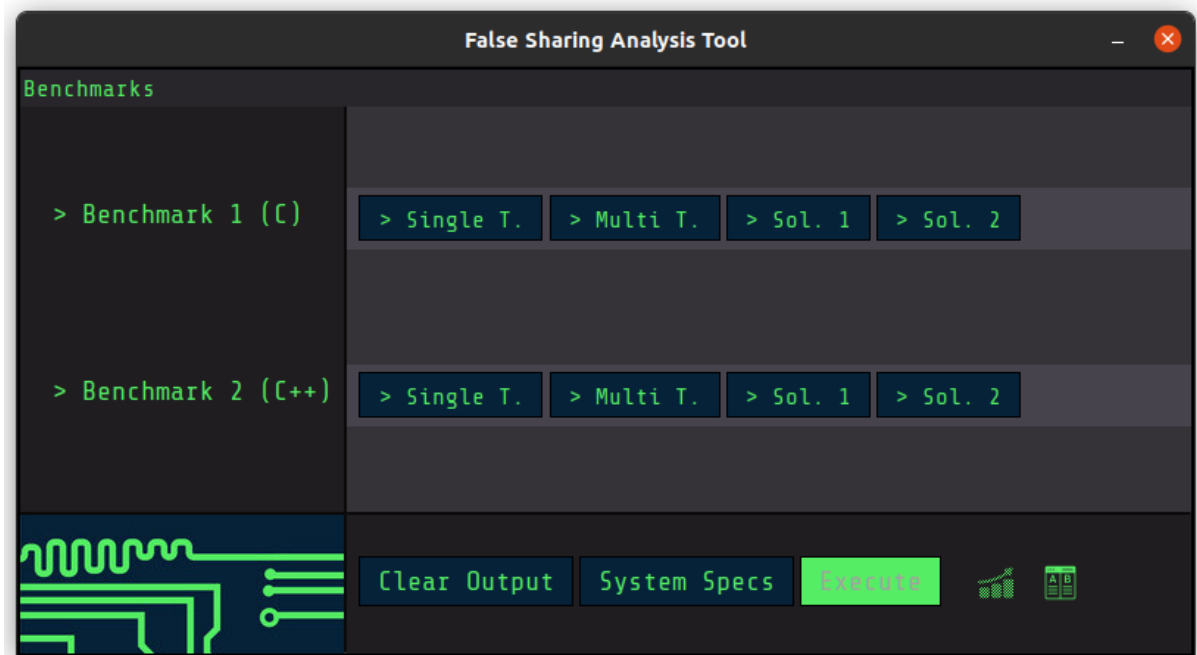 False Sharing Analysis Tool
Benchmarks
> Benchmark 1 (C)
> Single T. > Multi T. > Sol. 1 > Sol. 2
> Benchmark 2 (C++)
> Single T. > Multi T. > Sol. 1 > Sol. 2
Clear Output System Specs Execute A B